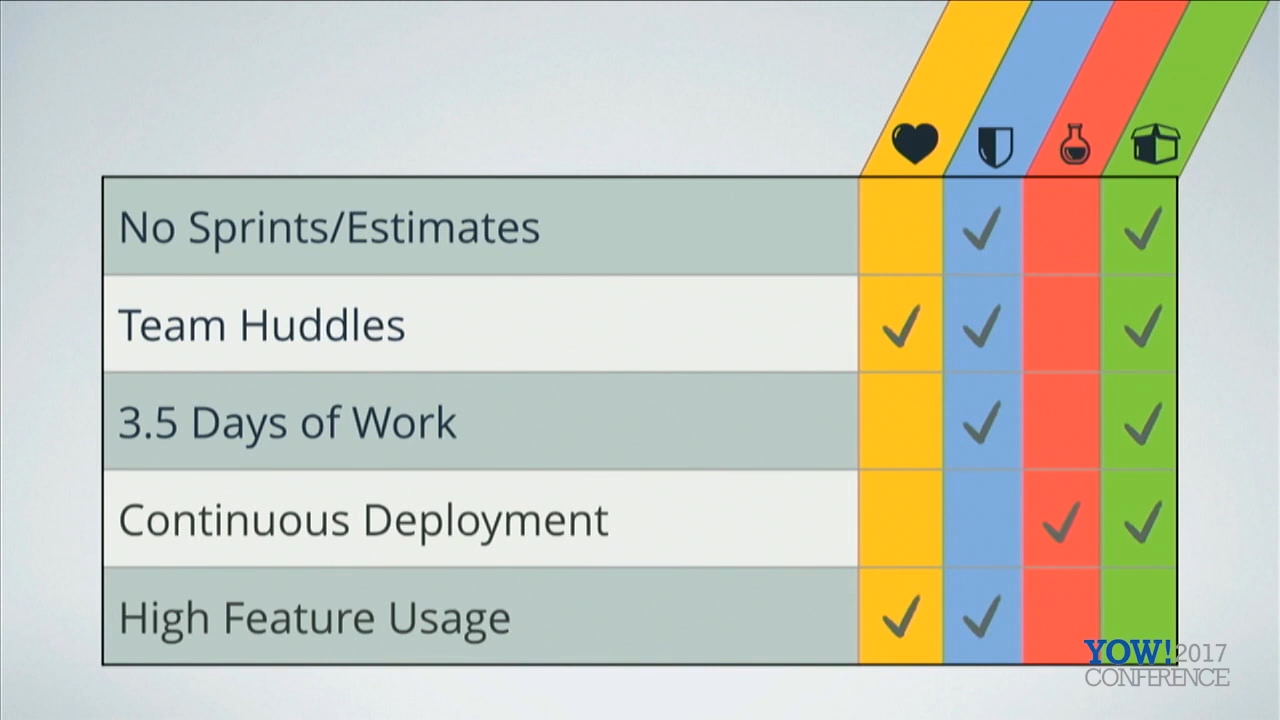 No Sprints/Estimates
Team Huddles
3.5 Days of Work
Continuous Deployment
High Feature Usage
YOW! 2017
CONFERENCE